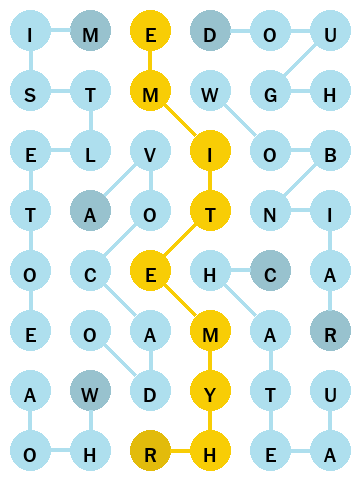 I M E D O U
S T M W G H
E L V I O B
T A O T N I
O C E H C A
E O A M A R
A W D Y T U
O H R H E A